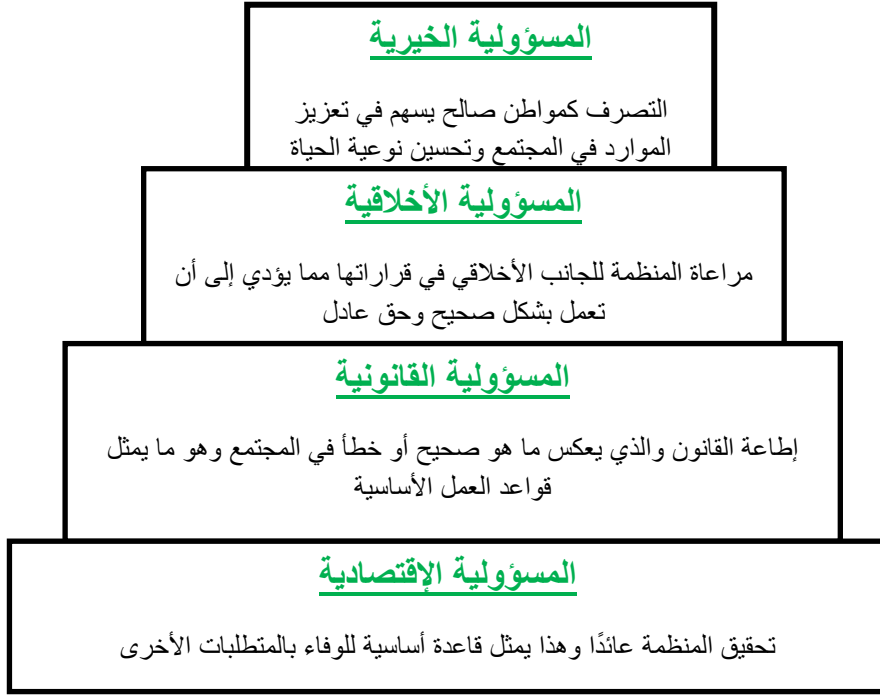 المسؤولية الخيرية
التصرف كمواطن صالح يسهم في تعزيز
الموارد في المجتمع وتحسين نوعية الحياة
المسؤولية الأخلاقية
مراعاة المنظمة للجانب الأخلاقي في قراراتها مما يؤدي إلى أن
تعمل بشكل صحيح وحق عادل
المسؤولية القانونية
إطاعة القانون والذي يعكس ما هو صحيح أو خطأ في المجتمع وهو ما يمثل
قواعد العمل الأساسية
المسؤولية الإقتصادية
تحقيق المنظمة عائدًا وهذا يمثل قاعدة أساسية للوفاء بالمتطلبات الأخرى